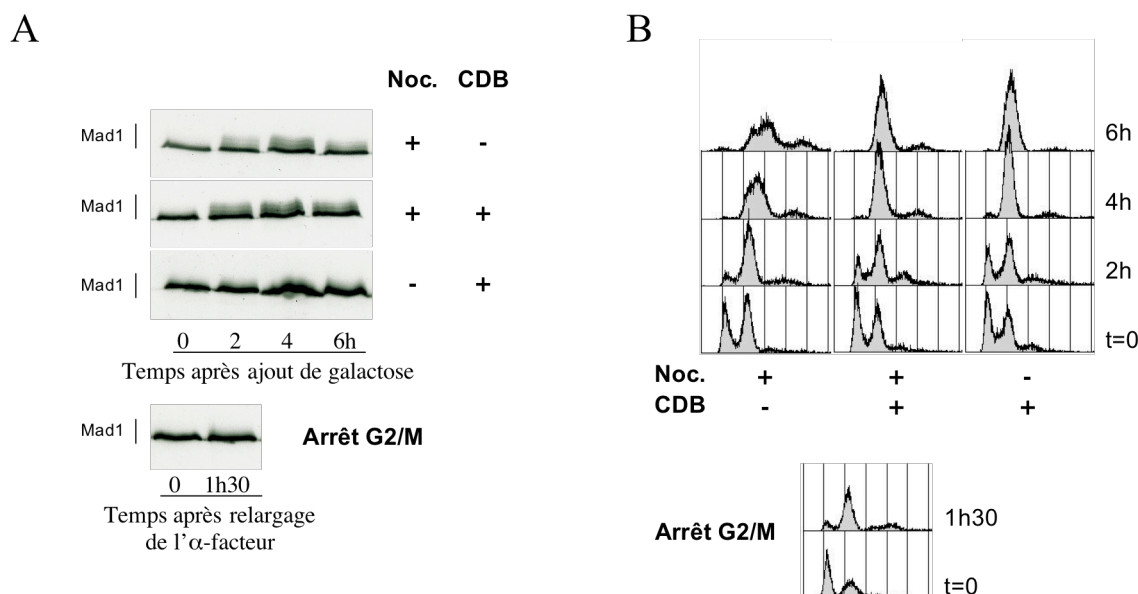 A
Noc. CDB
Mad1 + -
Mad1 + +
Mad1 - +
0 2 4 6h
Temps après ajout de galactose
Mad1
Arrêt G2/M
0 1h30
Temps après relargage
de l'α-facteur
B
6h
4h
2h
t=0
Noc. + + -
CDB - + +
Arrêt G2/M
1h30
t=0